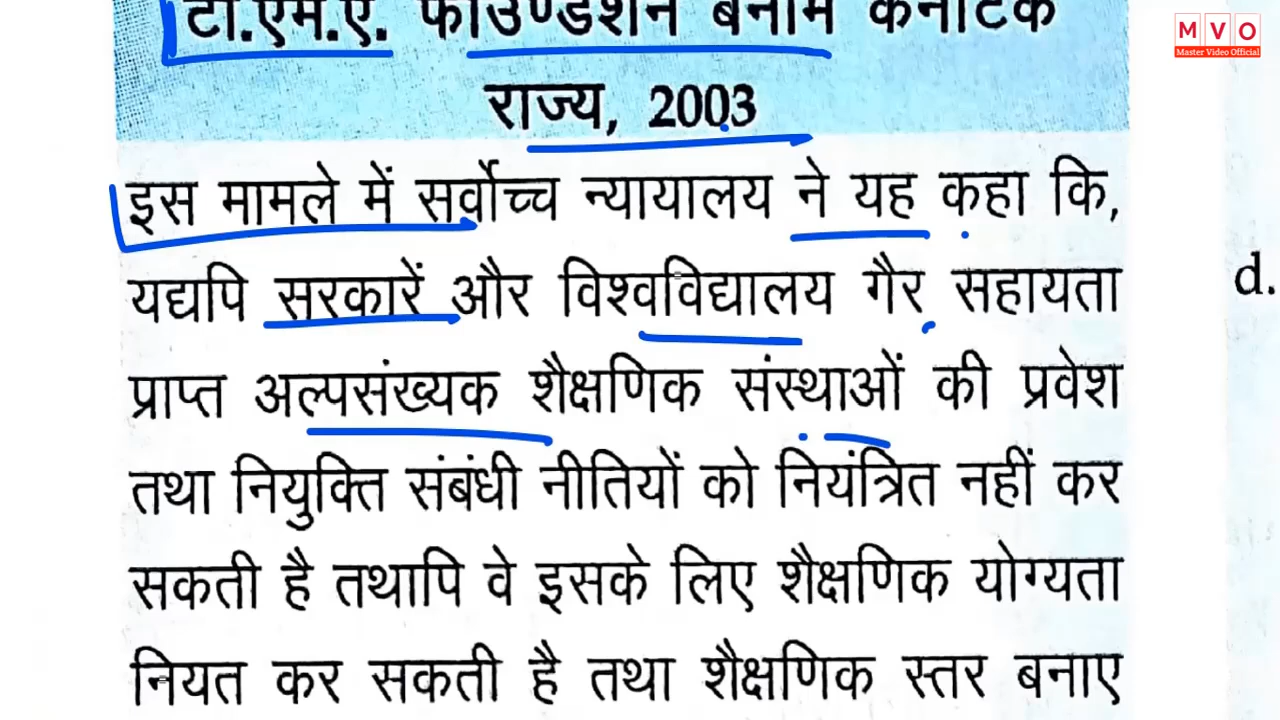 टी.एम.ए. फाउण्डेशन बनाम कर्नाटक
राज्य, 2003
इस मामले में सर्वोच्च न्यायालय ने यह कहा कि,
यद्यपि सरकारें और विश्वविद्यालय गैर सहायता
प्राप्त अल्पसंख्यक शैक्षणिक संस्थाओं की प्रवेश
तथा नियुक्ति संबंधी नीतियों को नियंत्रित नहीं कर
सकती है तथापि वे इसके लिए शैक्षणिक योग्यता
नियत कर सकती है तथा शैक्षणिक स्तर बनाए
d.
MVO
Master Video Official